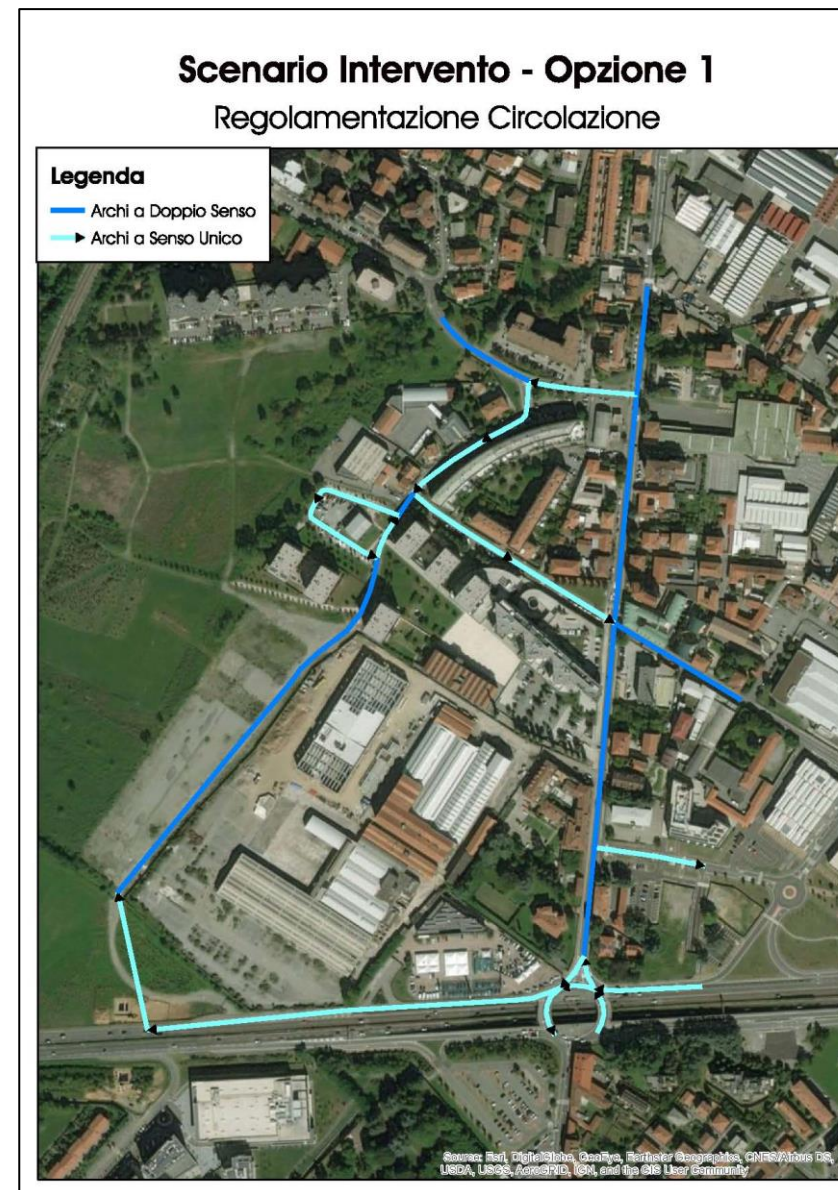 Scenario Intervento - Opzione 1
Regolamentazione Circolazione
Legenda
Archi a Doppio Senso
Archi a Senso Unico
Source: Esri, DigitalGlobe, GeoEye, Earthstar Geographics, CNES/Airbus DS,
USDA, USGS, AeroGRID, IGN, and the GIS User Community